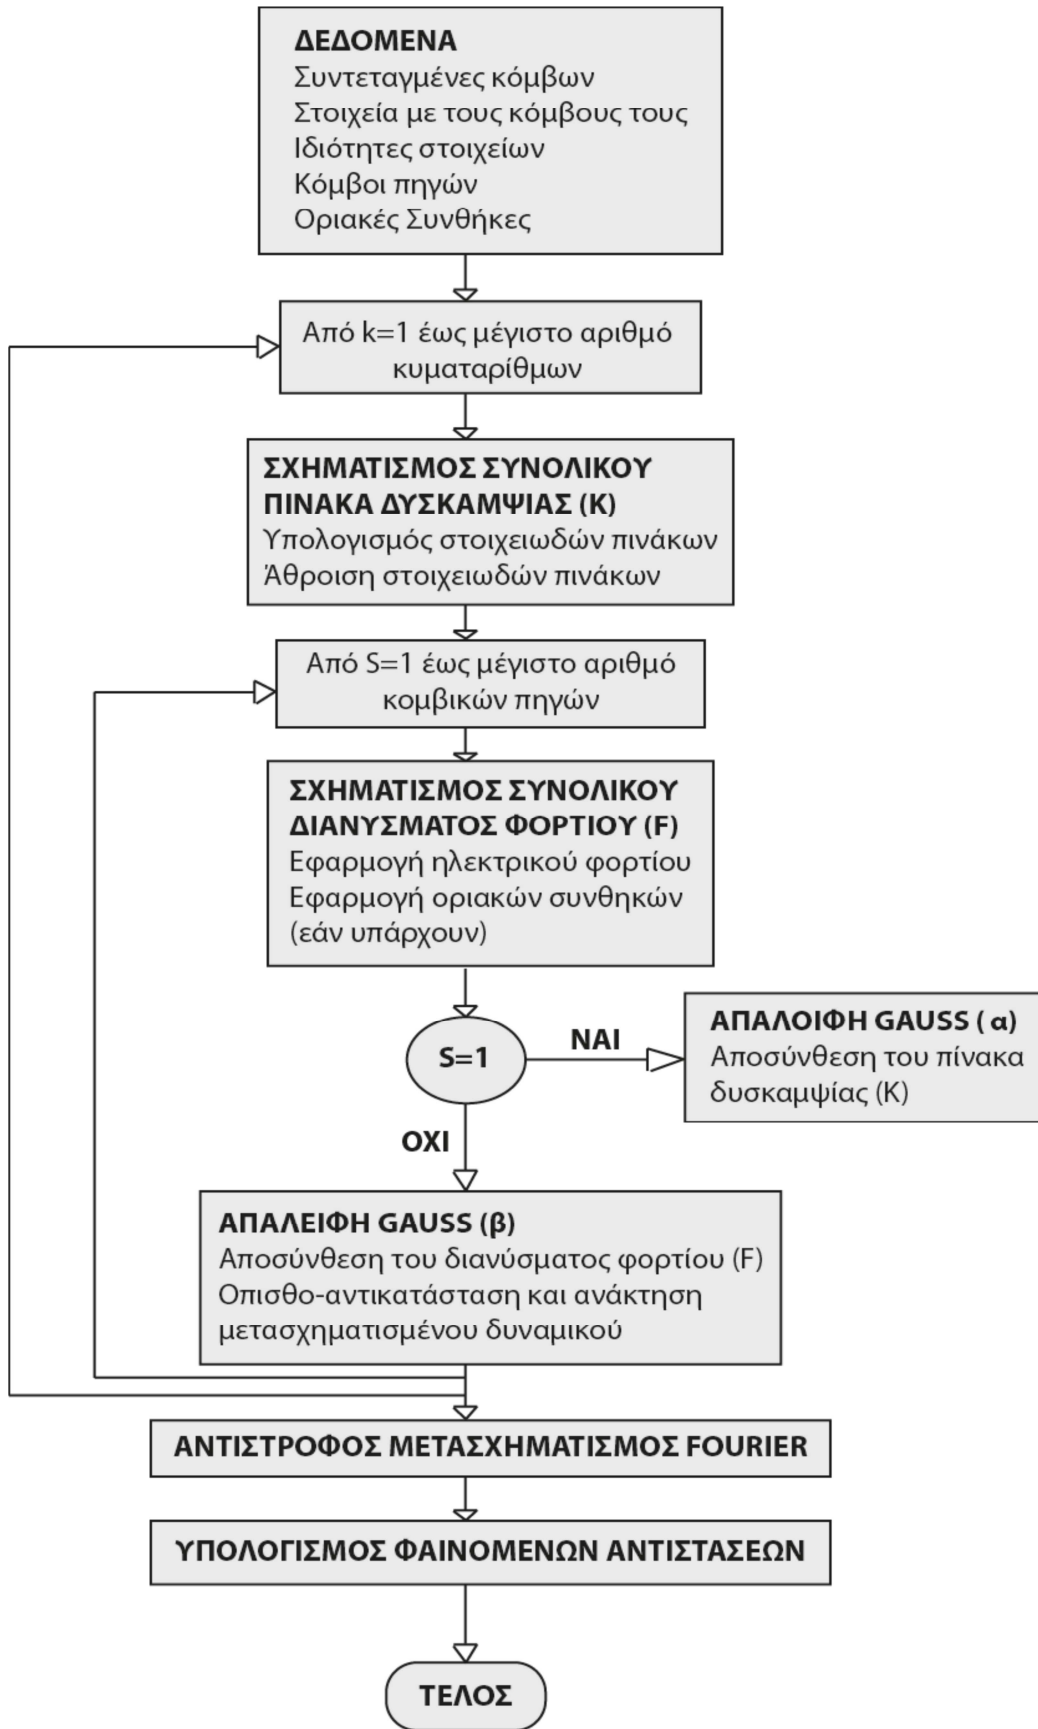 ΔΕΔΟΜΕΝΑ
Συντεταγμένες κόμβων
Στοιχεία με τους κόμβους τους
Ιδιότητες στοιχείων
Κόμβοι πηγών
Οριακές Συνθήκες
Από k=1 έως μέγιστο αριθμό
κυματαρίθμων
ΣΧΗΜΑΤΙΣΜΟΣ ΣΥΝΟΛΙΚΟΥ
ΠΙΝΑΚΑ ΔΥΣΚΑΜΨΙΑΣ (Κ)
Υπολογισμός στοιχειωδών πινάκων
Άθροιση στοιχειωδών πινάκων
Από S=1 έως μέγιστο αριθμό
κομβικών πηγών
ΣΧΗΜΑΤΙΣΜΟΣ ΣΥΝΟΛΙΚΟΥ
ΔΙΑΝΥΣΜΑΤΟΣ ΦΟΡΤΙΟΥ (F)
Εφαρμογή ηλεκτρικού φορτίου
Εφαρμογή οριακών συνθηκών
(εάν υπάρχουν)
S=1
ΝΑΙ
ΑΠΑΛΟΙΦΗ GAUSS ( α)
Αποσύνθεση του πίνακα
δυσκαμψίας (Κ)
ΟΧΙ
ΑΠΑΛΕΙΦΗ GAUSS (β)
Αποσύνθεση του διανύσματος φορτίου (F)
Οπισθο-αντικατάσταση και ανάκτηση
μετασχηματισμένου δυναμικού
ΑΝΤΙΣΤΡΟΦΟΣ ΜΕΤΑΣΧΗΜΑΤΙΣΜΟΣ FOURIER
ΥΠΟΛΟΓΙΣΜΟΣ ΦΑΙΝΟΜΕΝΩΝ ΑΝΤΙΣΤΑΣΕΩΝ
ΤΕΛΟΣ